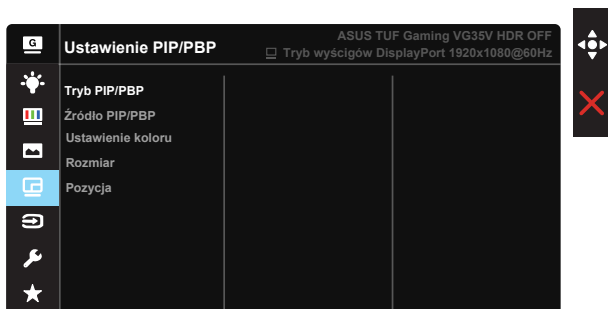 G
Ustawienie PIP/PBP
ASUS TUF Gaming VG35V HDR OFF
Tryb wyścigów DisplayPort 1920x1080@60Hz
Tryb PIP/PBP
Źródło PIP/PBP
Ustawienie koloru
Rozmiar
Pozycja